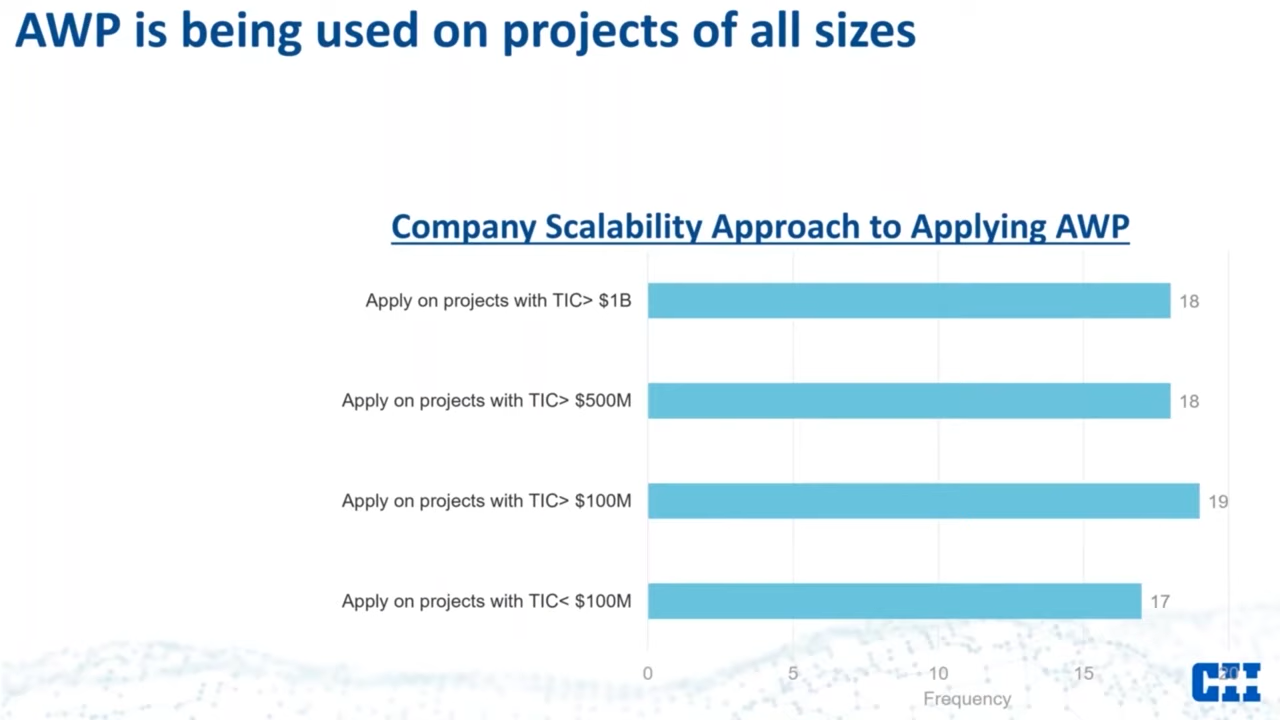 AWP is being used on projects of all sizes
Company Scalability Approach to Applying AWP
Apply on projects with TIC> $1B
18
Apply on projects with TIC> $500M
18
Apply on projects with TIC> $100M
19
Apply on projects with TIC< $100M
17
0 5 10 15 20
Frequency
CII